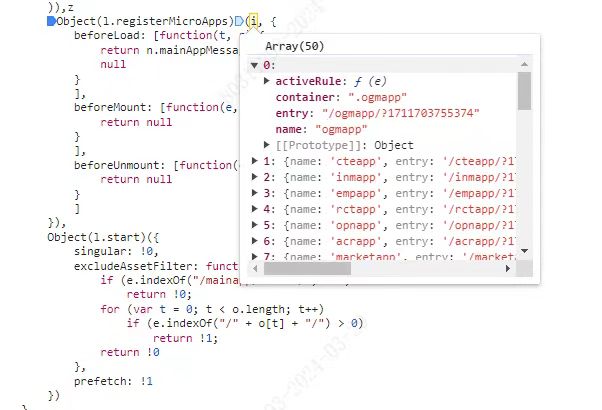 )),z
Object(l.registerMicroApps)(i, {
beforeLoad: [function(t,
return n.mainAppMessa
null
}
],
beforeMount: [function(e,
return null
}
],
beforeUnmount: [function(
return null
}
]
}),
Object(l.start)({
singular: !0,
excludeAssetFilter: funct
if (e.indexOf("/maina
return !0;
for (var t = 0; t < o.length; t++)
if (e.indexOf("/" + o[t] + "/") > 0)
return !1;
return !0
},
prefetch: !1
})
Array(50)
0:
activeRule: ƒ (e)
container: ".ogmapp"
entry: "/ogmapp/?1711703755374"
name: "ogmapp"
[[Prototype]]: Object
1: {name: 'cteapp', entry: '/cteapp/?17
2: {name: 'inmapp', entry: '/inmapp/?17
3: {name: 'empapp', entry: '/empapp/?17
4: {name: 'rctapp', entry: '/rctapp/?17
5: {name: 'opnapp', entry: '/opnapp/?17
6: {name: 'acrapp', entry: '/acrapp/?17
7: {name: 'marketapp', entry: '/market